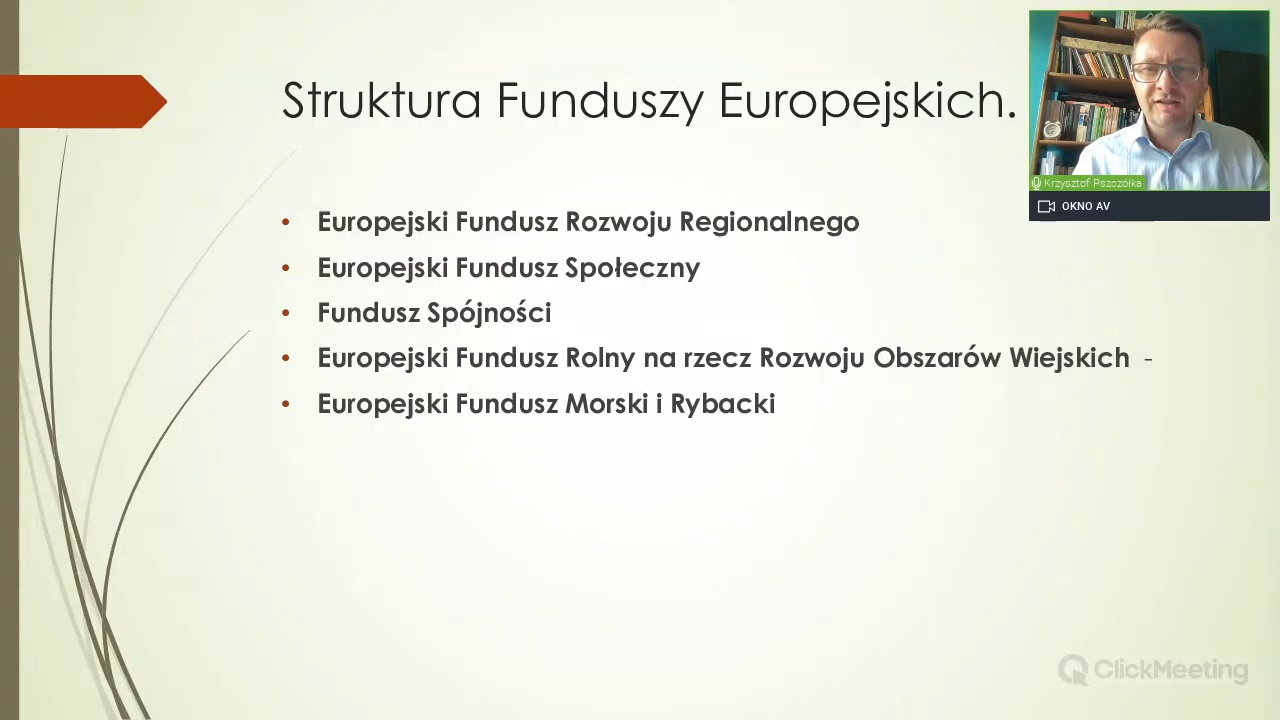 Struktura Funduszy Europejskich.
Krzysztof Pszczółka
OKNO AV
• Europejski Fundusz Rozwoju Regionalnego
• Europejski Fundusz Społeczny
• Fundusz Spójności
• Europejski Fundusz Rolny na rzecz Rozwoju Obszarów Wiejskich -
• Europejski Fundusz Morski i Rybacki
ClickMeeting